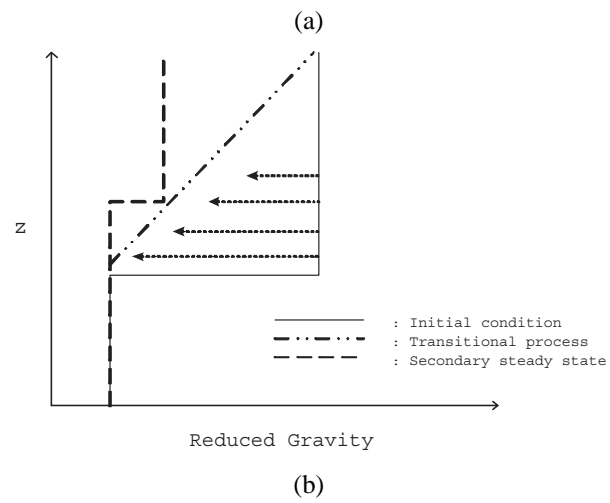 (a)
z
: Initial condition
: Transitional process
: Secondary steady state
Reduced Gravity
(b)